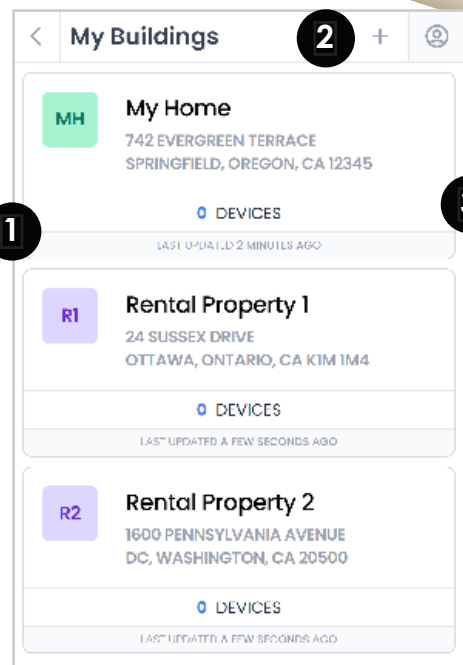 My Buildings
2
+
MH
My Home
742 EVERGREEN TERRACE
SPRINGFIELD, OREGON, CA 12345
0 DEVICES
1
LAST UPDATED 2 MINUTES AGO
R1
Rental Property 1
24 SUSSEX DRIVE
OTTAWA, ONTARIO, CA K1M 1M4
0 DEVICES
LAST UPDATED A FEW SECONDS AGO
R2
Rental Property 2
1600 PENNSYLVANIA AVENUE
DC, WASHINGTON, CA 20500
0 DEVICES
LAST UPDATED A FEW SECONDS AGO